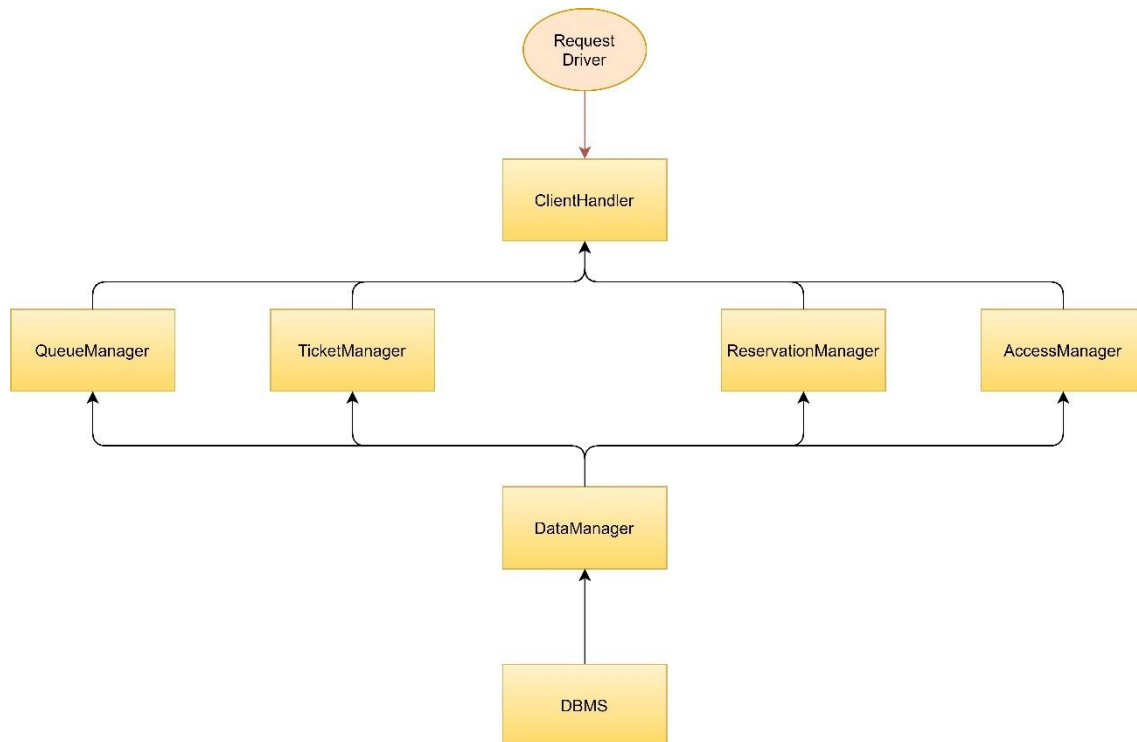 Request
Driver
ClientHandler
QueueManager
TicketManager
ReservationManager
AccessManager
DataManager
DBMS